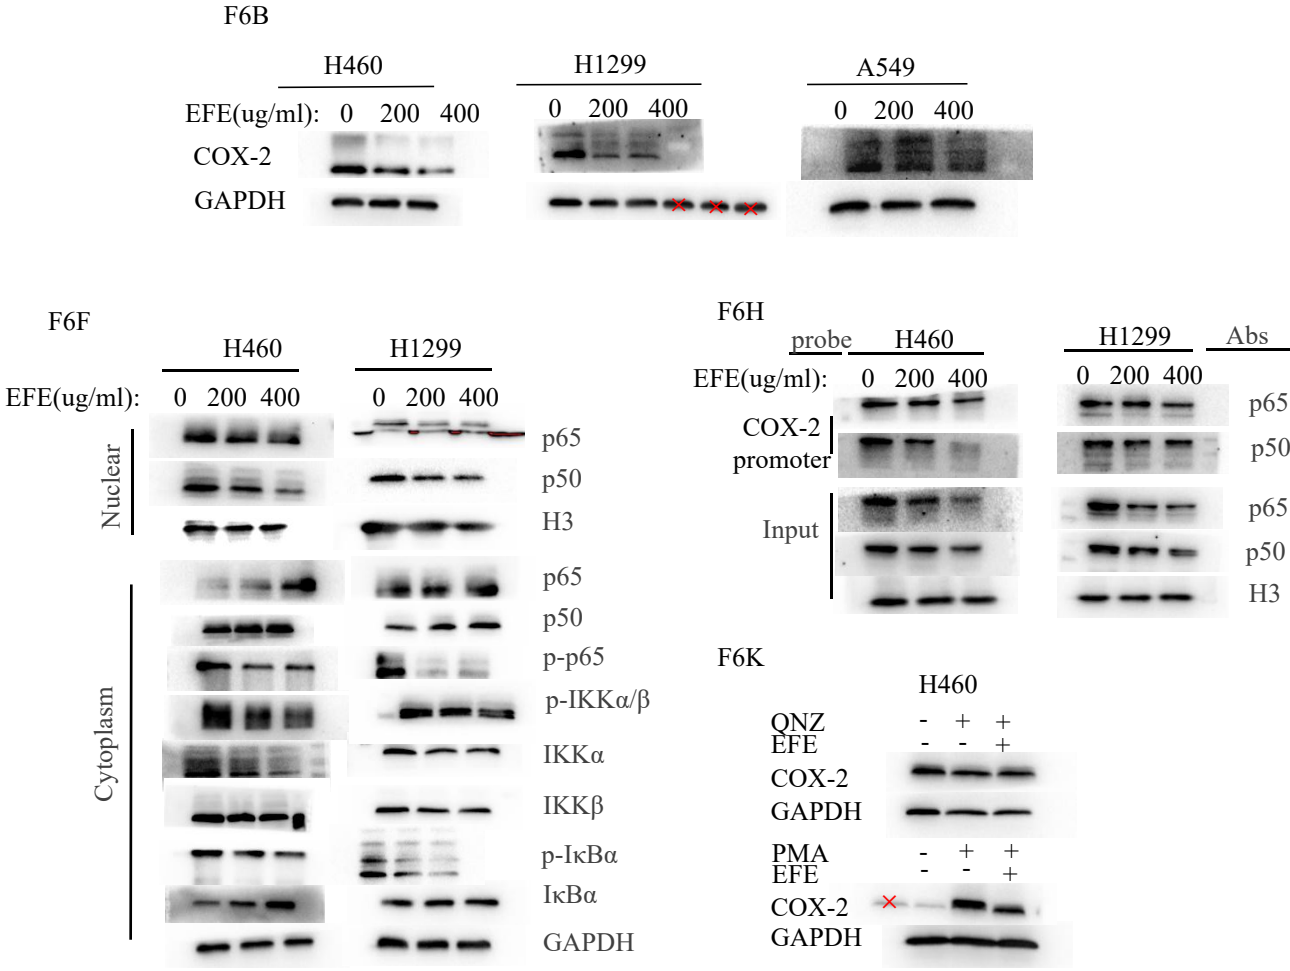 F6B
H460 H1299 A549
EFE(ug/ml): 0 200 400 0 200 400 0 200 400
COX-2
GAPDH
F6F
H460 H1299
EFE(ug/ml): 0 200 400 0 200 400
Nuclear
p65
p50
H3
Cytoplasm
p65
p50
p-p65
p-IKKα/β
IKKα
IKKβ
p-IκBα
IκBα
GAPDH
F6H
probe H460 H1299 Abs
EFE(ug/ml): 0 200 400 0 200 400
COX-2
promoter
p65
p50
Input
p65
p50
H3
F6K
H460
QNZ - + +
EFE - - +
COX-2
GAPDH
PMA - + +
EFE - - +
COX-2
GAPDH